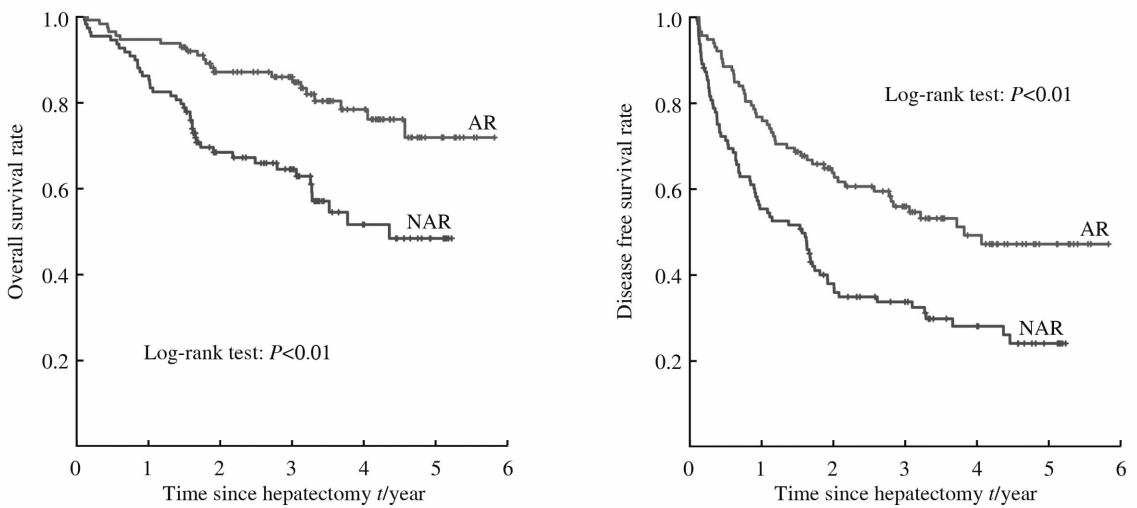 1.0
0.8
0.6
0.4
0.2
Overall survival rate
AR
NAR
Log-rank test: P<0.01
0 1 2 3 4 5 6
Time since hepatectomy t/year
1.0
0.8
0.6
0.4
0.2
Disease free survival rate
Log-rank test: P<0.01
AR
NAR
0 1 2 3 4 5 6
Time since hepatectomy t/year